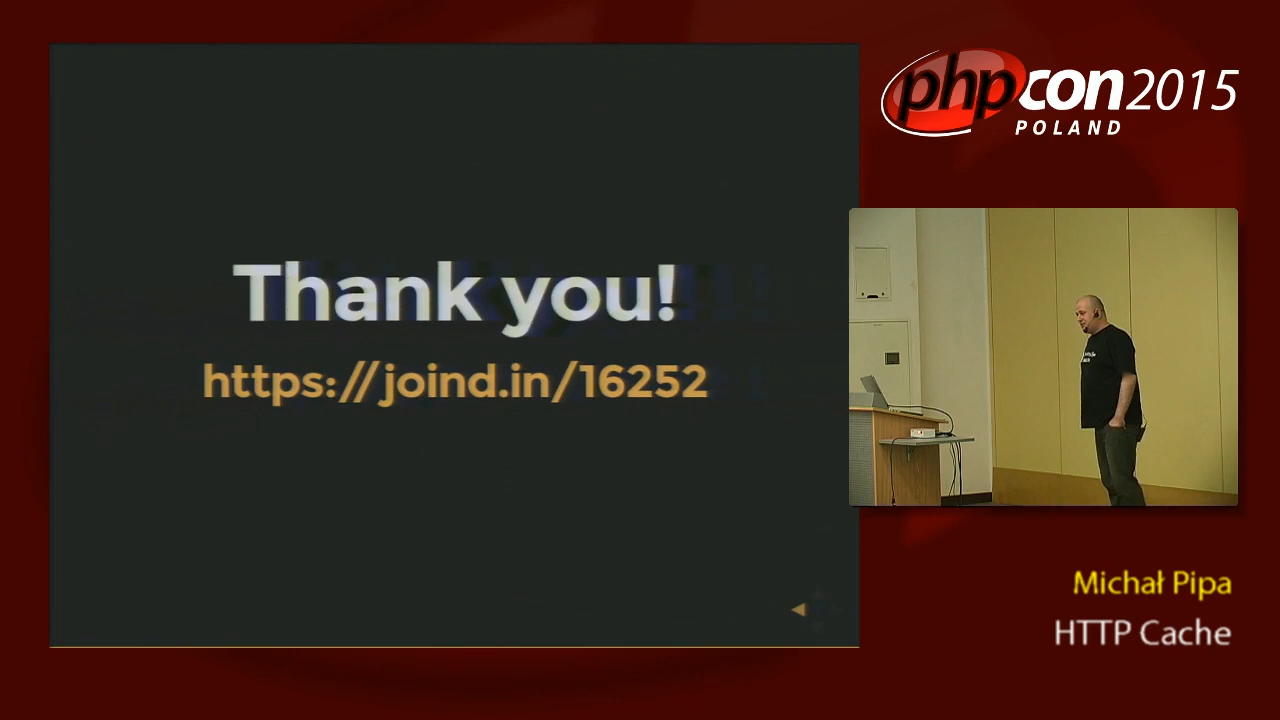 Thank you!
https://joind.in/16252
phpcon2015
POLAND
Michał Pipa
HTTP Cache